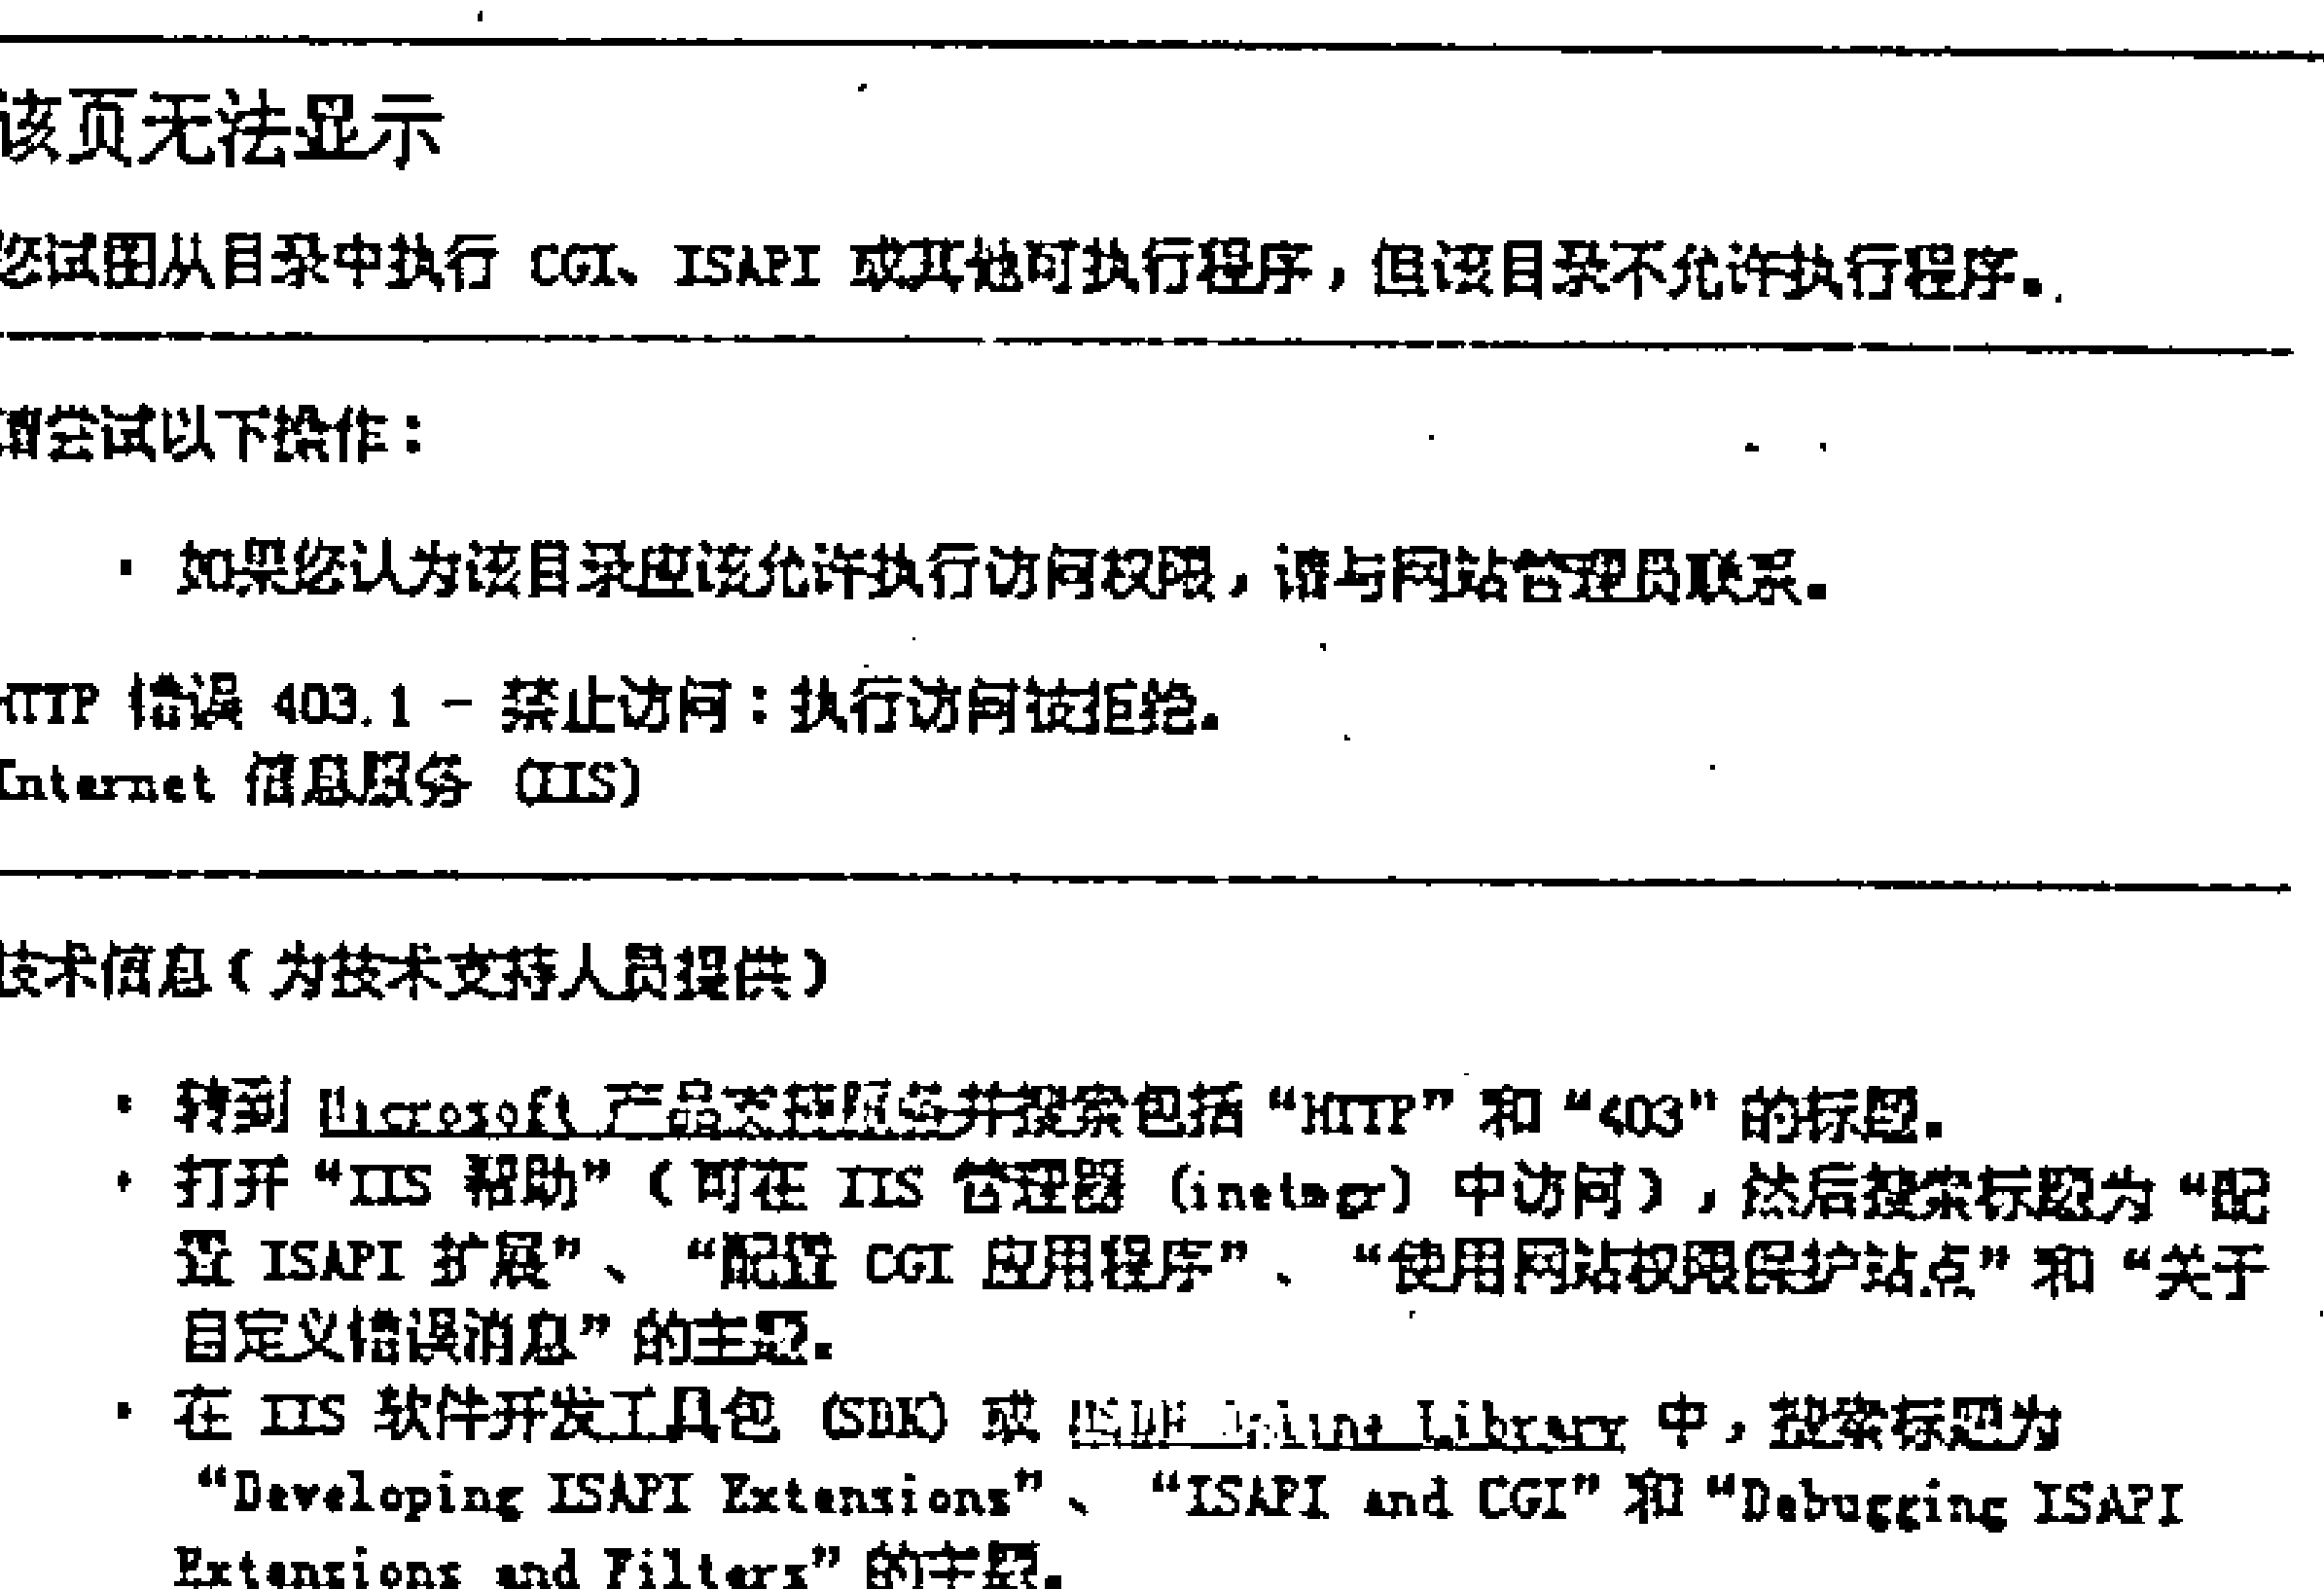 该页无法显示
您试图从目录中执行 CGI、ISAPI 或其他可执行程序，但该目录不允许执行程序。
请尝试以下操作：
· 如果您认为该目录应该允许执行访问权限，请与网站管理员联系。
HTTP 错误 403.1 - 禁止访问：执行访问被拒绝。
Internet 信息服务 (IIS)
技术信息（为技术支持人员提供）
· 转到 Microsoft 产品支持服务并搜索包括“HTTP”和“403”的标题。
· 打开“IIS 帮助”（可在 IIS 管理器 (inetmgr) 中访问），然后搜索标题为“配
置 ISAPI 扩展”、“配置 CGI 应用程序”、“使用网站权限保护站点”和“关于
自定义错误消息”的主题。
· 在 IIS 软件开发工具包 (SDK) 或 MSDN Online Library 中，搜索标题为
“Developing ISAPI Extensions”、“ISAPI and CGI”和“Debugging ISAPI
Extensions and Filters”的主题。